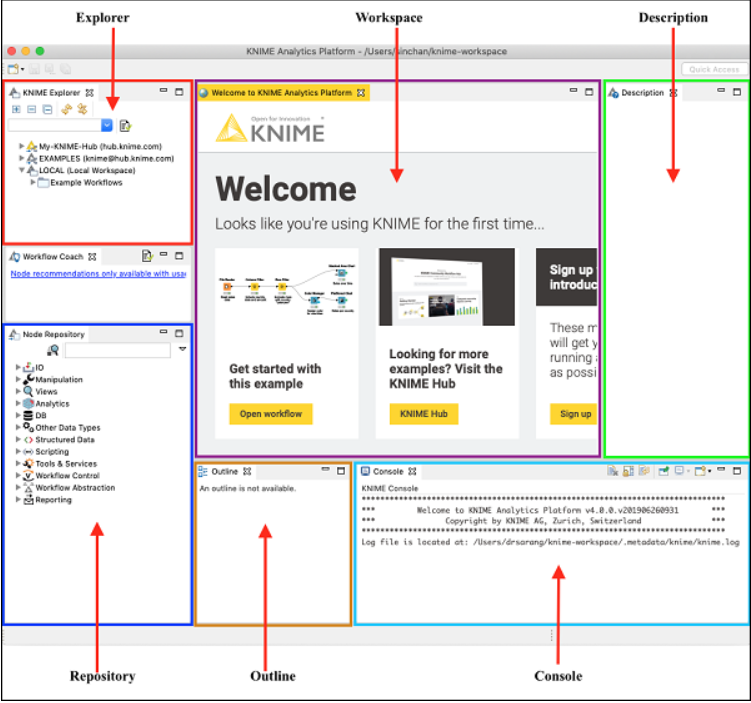 Explorer
Workspace
Description
KNIME Analytics Platform - /Users/sinchan/knime-workspace
Quick Access
KNIME Explorer
My-KNIME-Hub (hub.knime.com)
EXAMPLES (knime@hub.knime.com)
LOCAL (Local Workspace)
Example Workflows
Workflow Coach
Node recommendations only available with usa
Node Repository
IO
Manipulation
Views
Analytics
DB
Other Data Types
Structured Data
Scripting
Tools & Services
Workflow Control
Workflow Abstraction
Reporting
Welcome to KNIME Analytics Platform
Open for Innovation
KNIME
Welcome
Looks like you're using KNIME for the first time...
Get started with
this example
Open workflow
Looking for more
examples? Visit the
KNIME Hub
KNIME Hub
Sign up
introduc
These m
will get y
running
as possi
Sign up
Description
Outline
An outline is not available.
Console
KNIME Console
*** Welcome to KNIME Analytics Platform v4.0.0.v201906260931 ***
*** Copyright by KNIME AG, Zurich, Switzerland ***
Log file is located at: /Users/drsarang/knime-workspace/.metadata/knime/knime.log
Repository
Outline
Console